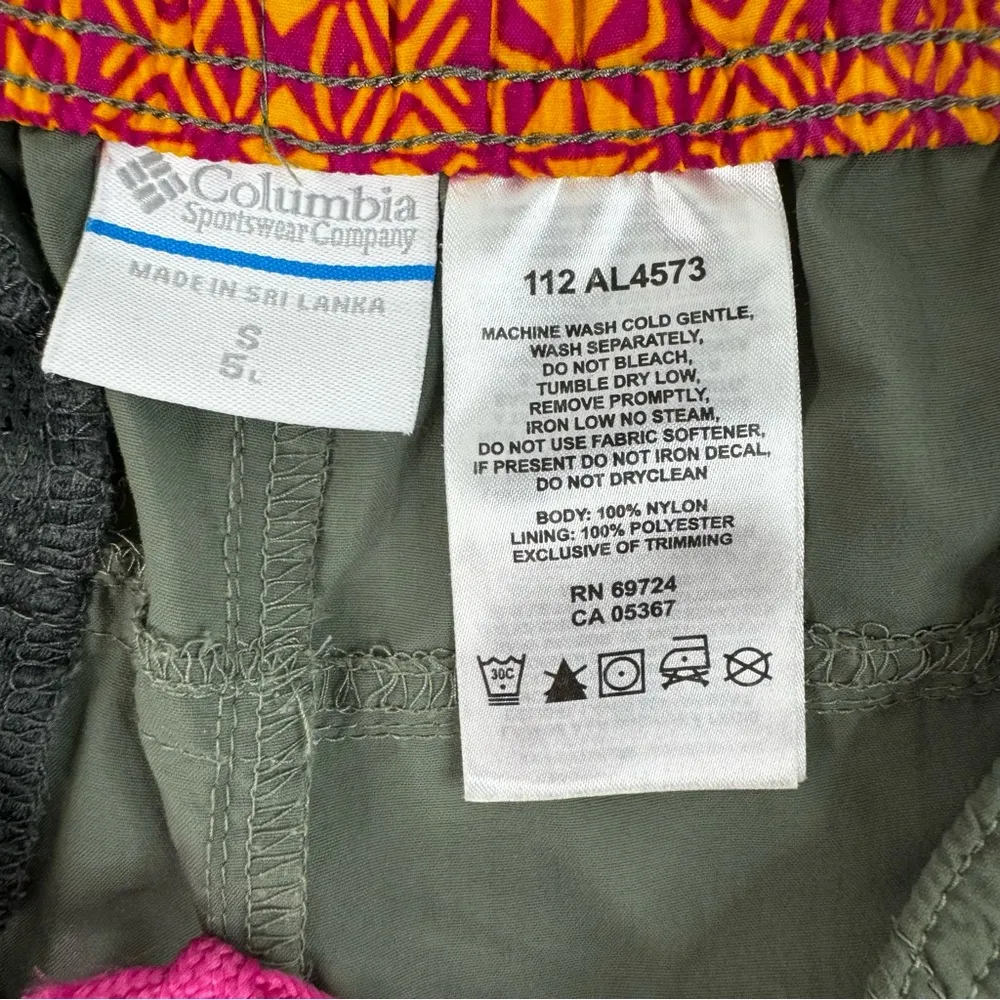 Columbia
Sportswear Company
MADE IN SRI LANKA
S
5L
112 AL4573
MACHINE WASH COLD GENTLE,
WASH SEPARATELY,
DO NOT BLEACH,
TUMBLE DRY LOW,
REMOVE PROMPTLY,
IRON LOW NO STEAM,
DO NOT USE FABRIC SOFTENER,
IF PRESENT DO NOT IRON DECAL,
DO NOT DRYCLEAN
BODY: 100% NYLON
LINING: 100% POLYESTER
EXCLUSIVE OF TRIMMING
RN 69724
CA 05367
30C